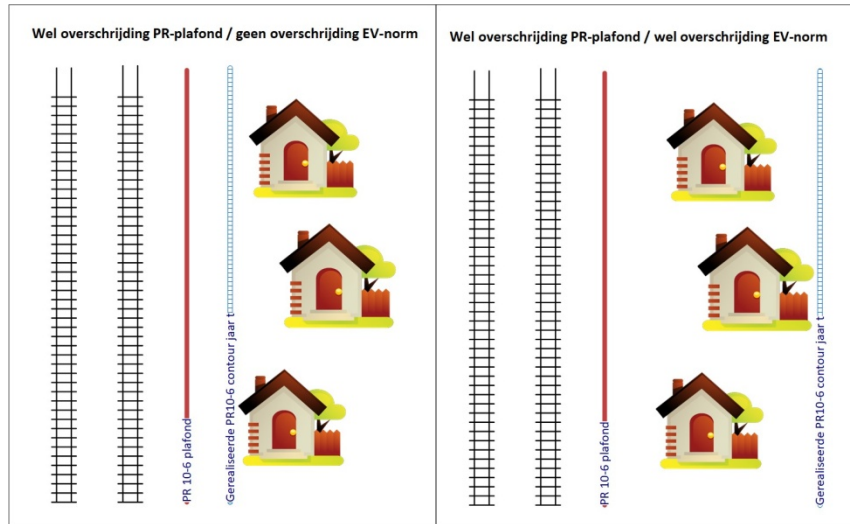 Wel overschrijding PR-plafond / geen overschrijding EV-norm
PR 10-6 plafond
Gerealiseerde PR10-6 contour jaar t
Wel overschrijding PR-plafond / wel overschrijding EV-norm
PR 10-6 plafond
Gerealiseerde PR10-6 contour jaar t